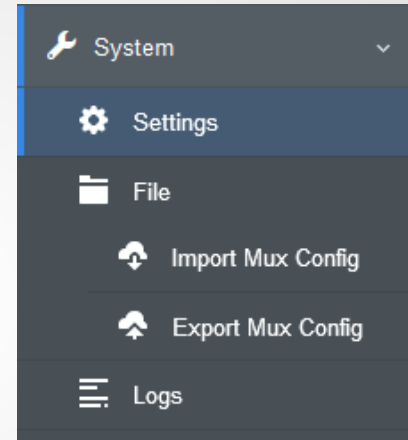 System
Settings
File
Import Mux Config
Export Mux Config
Logs